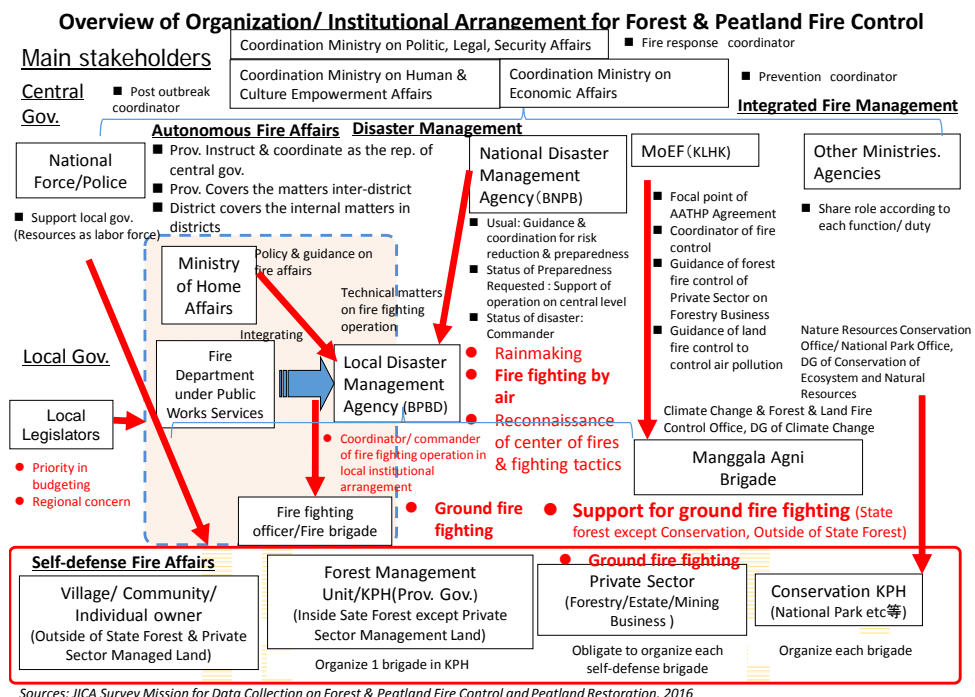 Overview of Organization/ Institutional Arrangement for Forest & Peatland Fire Control
Main stakeholders
Coordination Ministry on Politic, Legal, Security Affairs
■ Fire response coordinator
Coordination Ministry on Human &
Culture Empowerment Affairs
Coordination Ministry on
Economic Affairs
■ Prevention coordinator
Central
Gov.
■ Post outbreak
coordinator
Integrated Fire Management
Autonomous Fire Affairs
Disaster Management
■ Prov. Instruct & coordinate as the rep. of
central gov.
■ Prov. Covers the matters inter-district
■ District covers the internal matters in
districts
National
Force/Police
■ Support local gov.
(Resources as labor force)
National Disaster
Management
Agency(BNPB)
■ Usual: Guidance &
coordination for risk
reduction & preparedness
■ Status of Preparedness
Requested : Support of
operation on central level
■ Status of disaster:
Commander
MoEF(KLHK)
■ Focal point of
AATHP Agreement
■ Coordinator of fire
control
■ Guidance of forest
fire control of
Private Sector on
Forestry Business
■ Guidance of land
fire control to
control air pollution
Other Ministries.
Agencies
■ Share role according to
each function/ duty
Ministry
of Home
Affairs
Policy & guidance on
fire affairs
Technical matters
on fire fighting
operation
Integrating
Local Gov.
Fire
Department
under Public
Works Services
Local Disaster
Management
Agency (BPBD)
● Rainmaking
● Fire fighting by
air
● Reconnaissance
of center of fires
& fighting tactics
Nature Resources Conservation
Office/ National Park Office,
DG of Conservation of
Ecosystem and Natural
Resources
Local
Legislators
● Priority in
budgeting
● Regional concern
● Coordinator/ commander
of fire fighting operation in
local institutional
arrangement
Climate Change & Forest & Land Fire
Control Office, DG of Climate Change
Manggala Agni
Brigade
Fire fighting
officer/Fire brigade
● Ground fire
fighting
● Support for ground fire fighting (State
forest except Conservation, Outside of State Forest)
Self-defense Fire Affairs
● Ground fire fighting
Village/ Community/
Individual owner
(Outside of State Forest & Private
Sector Managed Land)
Forest Management
Unit/KPH(Prov. Gov.)
(Inside Sate Forest except Private
Sector Management Land)
Organize 1 brigade in KPH
Private Sector
(Forestry/Estate/Mining
Business )
Obligate to organize each
self-defense brigade
Conservation KPH
(National Park etc等)
Organize each brigade
Sources: JICA Survey Mission for Data Collection on Forest & Peatland Fire Control and Peatland Restoration, 2016